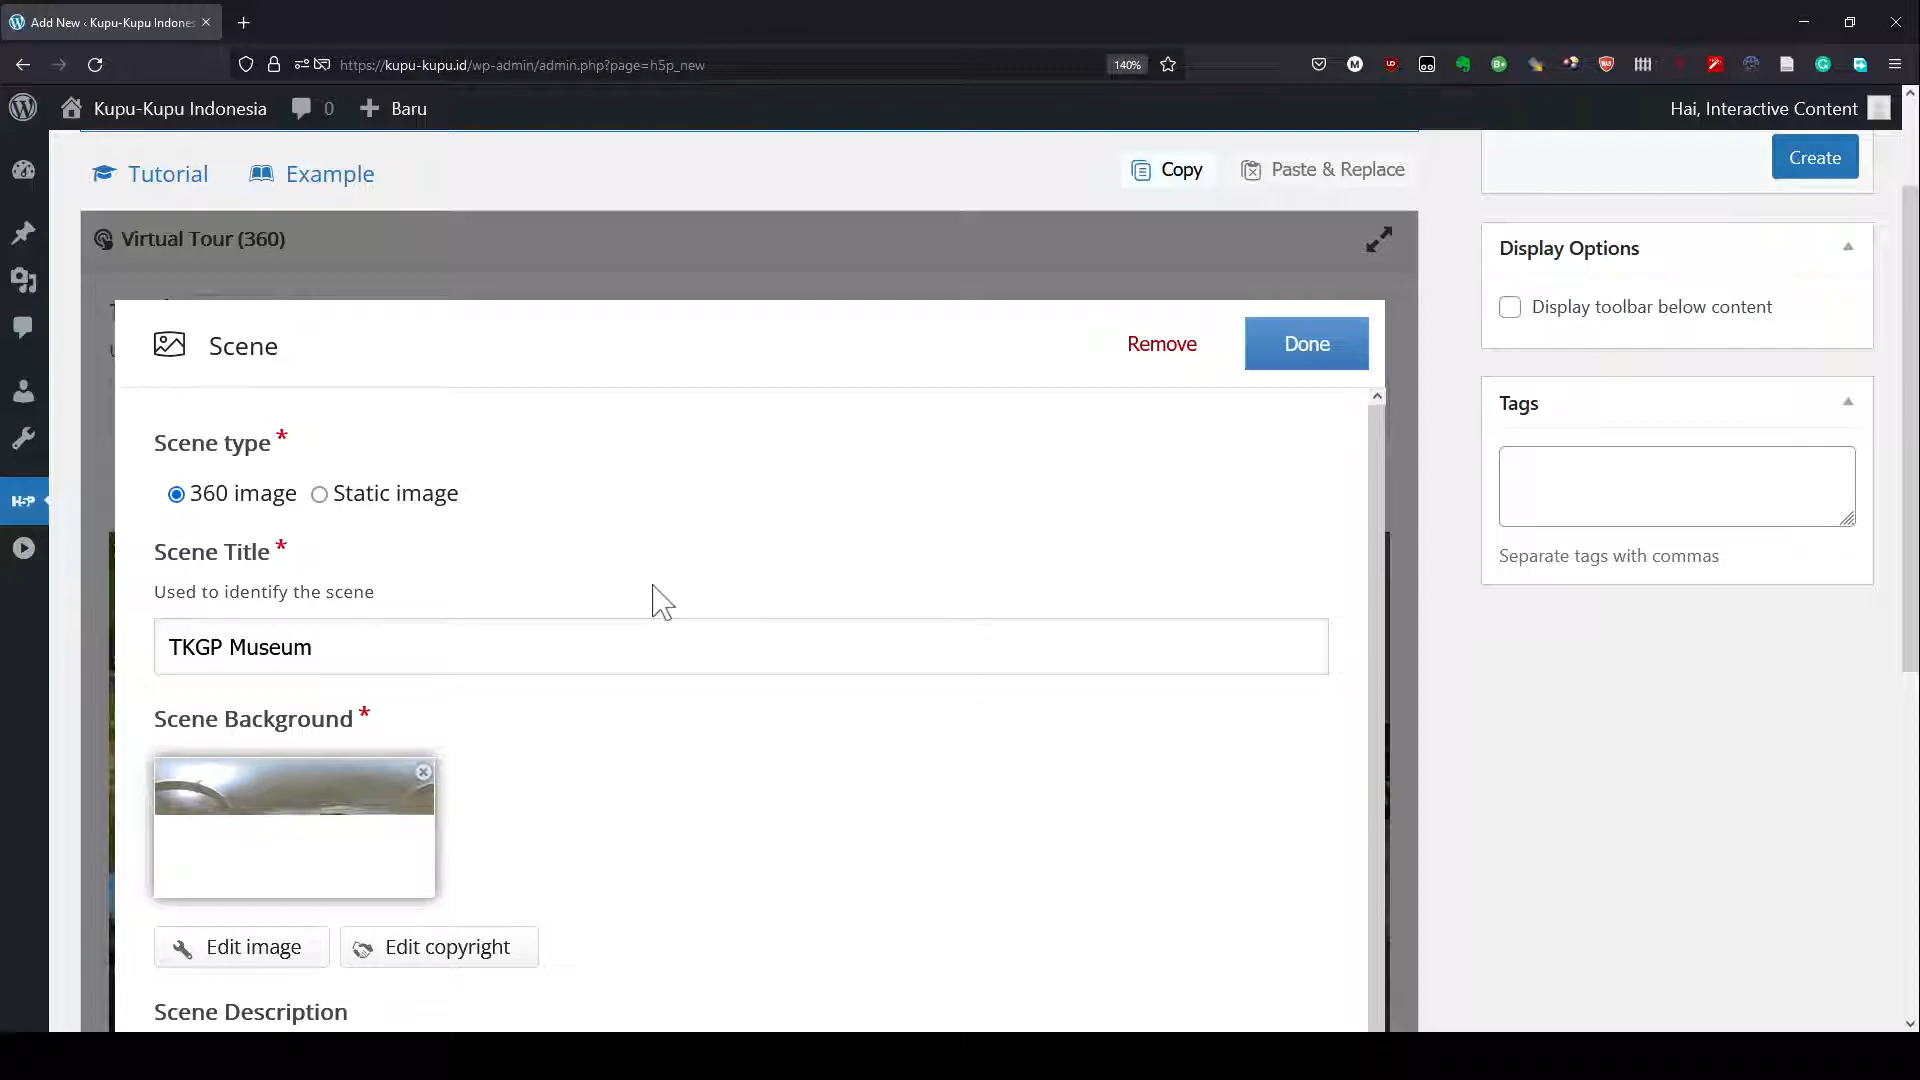 Add New ‹ Kupu-Kupu Indones
https://kupu-kupu.id/wp-admin/admin.php?page=h5p_new
140%
Kupu-Kupu Indonesia
0
Baru
Hai, Interactive Content
Tutorial
Example
Copy
Paste & Replace
Create
Virtual Tour (360)
Display Options
Display toolbar below content
Scene
Remove
Done
Tags
Separate tags with commas
Scene type *
360 image
Static image
H5P
Scene Title *
Used to identify the scene
TKGP Museum
Scene Background *
Edit image
Edit copyright
Scene Description